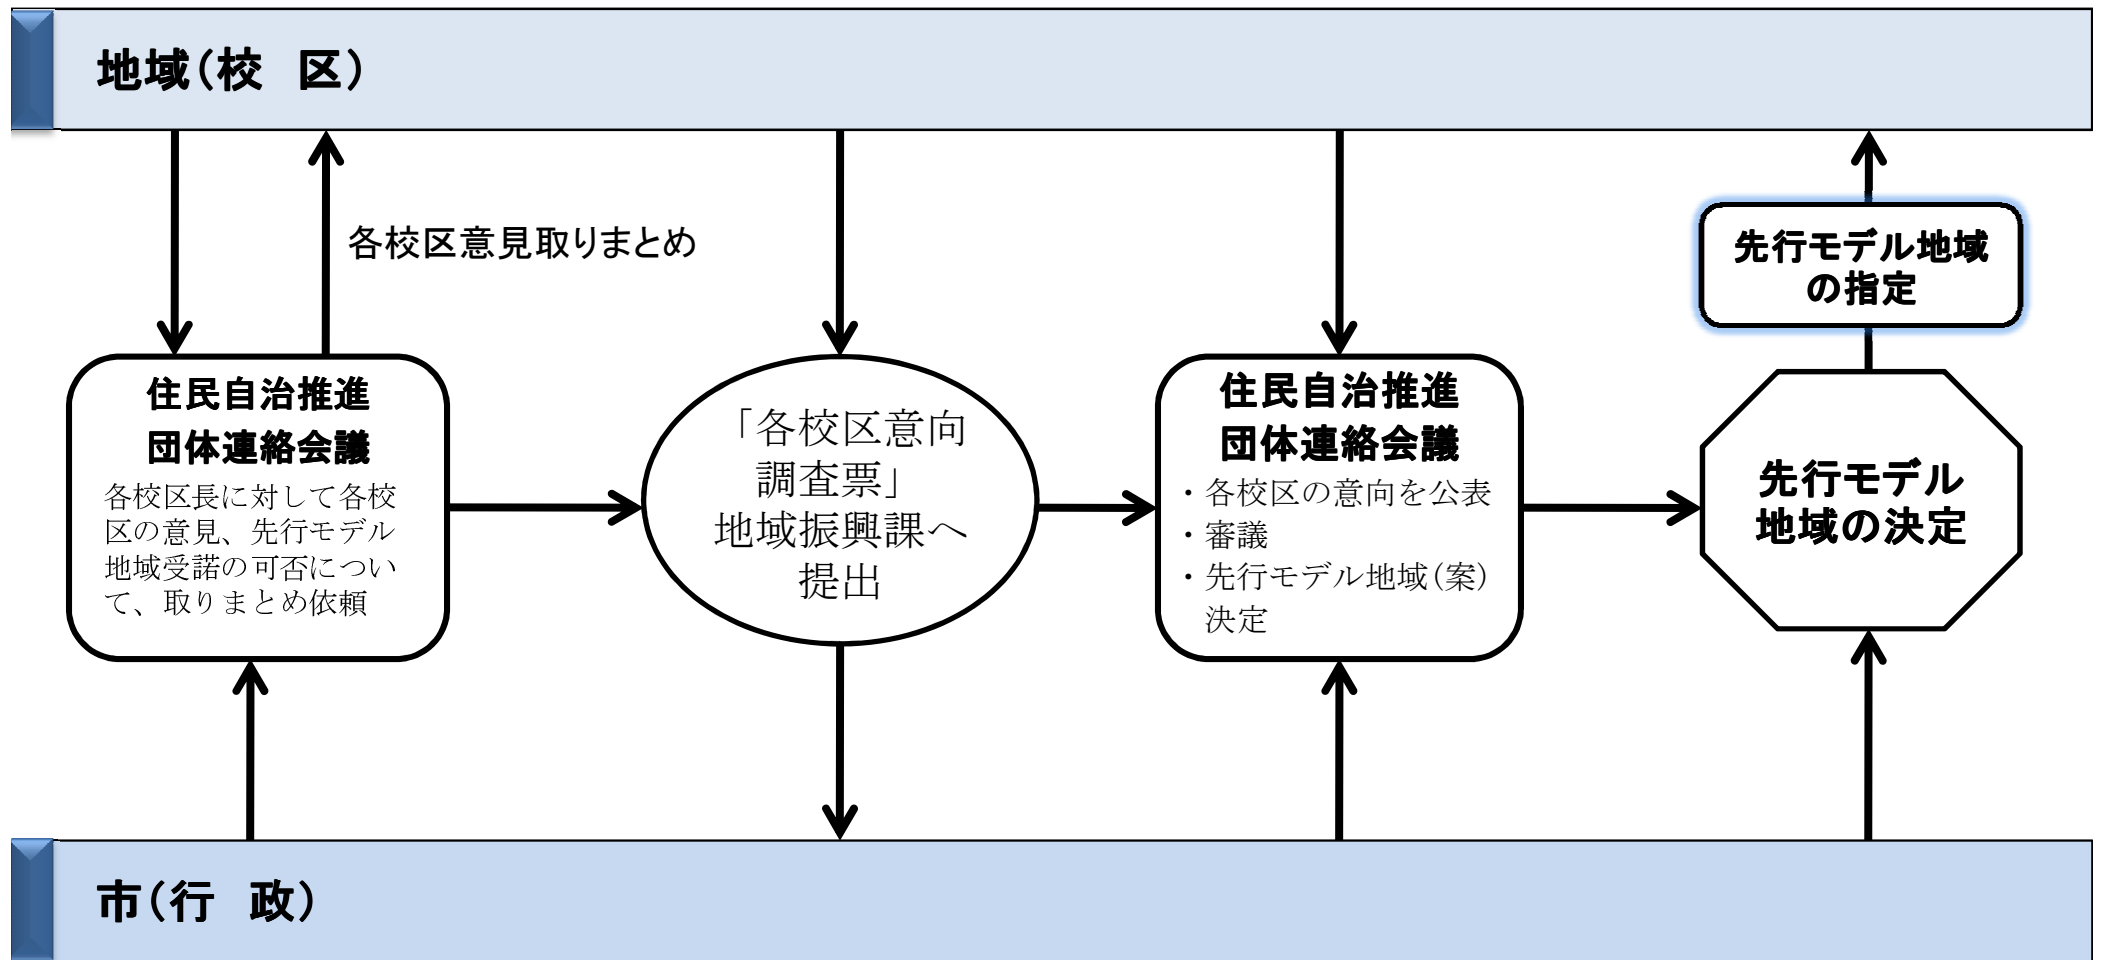 地域(校　区)
各校区意見取りまとめ
先行モデル地域
の指定
住民自治推進
団体連絡会議
各校区長に対して各校
区の意見、先行モデル
地域受諾の可否につい
て、取りまとめ依頼
「各校区意向
調査票」
地域振興課へ
提出
住民自治推進
団体連絡会議
・各校区の意向を公表
・審議
・先行モデル地域(案)
決定
先行モデル
地域の決定
市(行　政)